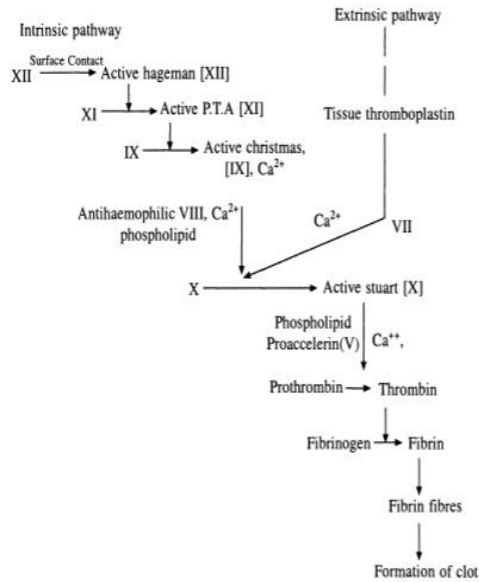 Extrinsic pathway
Intrinsic pathway
Surface Contact
XII Active hageman [XII]
XI Active P.T.A [XI]
Tissue thromboplastin
IX Active christmas,
[IX], Ca²⁺
Antihaemophilic VIII, Ca²⁺
phospholipid
Ca²⁺
VII
X Active stuart [X]
Phospholipid
Proaccelerin(V) Ca⁺⁺,
Prothrombin Thrombin
Fibrinogen Fibrin
Fibrin fibres
Formation of clot